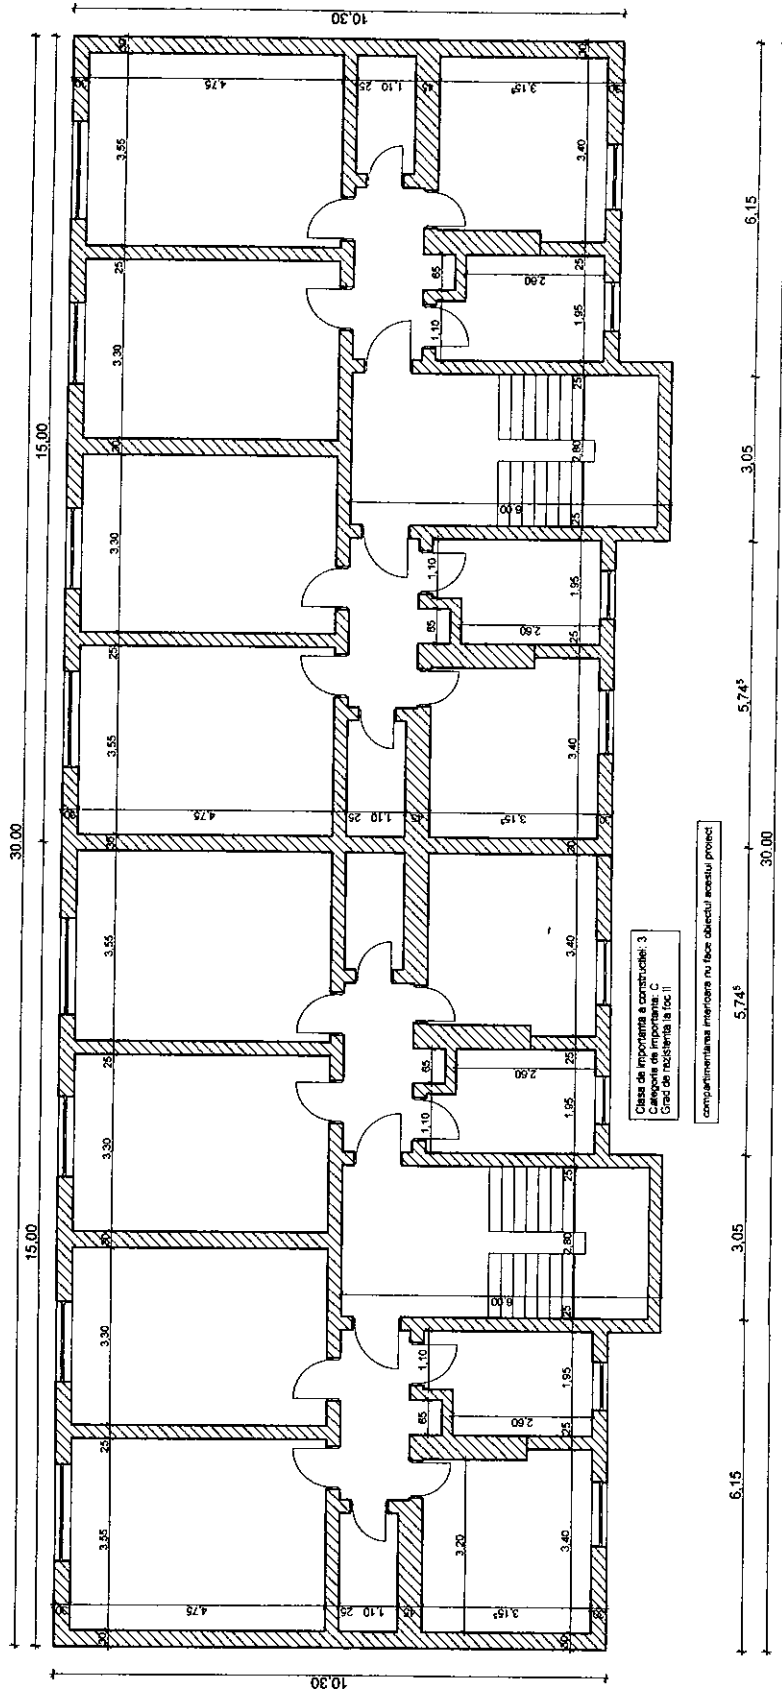 30,00
15,00
15,00
10,30
10,30
30 3,55 25 3,30 30 3,30 25 3,55 30 3,55 25 3,30 30 3,30 25 3,55 30
30 4,75 25 1,10 45 3,15⁵ 30
30 4,75 25 1,10 45 3,15⁵ 30
30 4,75 25 1,10 45 3,15⁵ 30
65 1,10 1,10 65 65 1,10 1,10 65
2,60 6,00 2,60 2,60 6,00 2,60
3,20
30 3,40 25 1,95 25 2,80 25 1,95 25 3,40 30 3,40 25 1,95 25 2,80 25 1,95 25 3,40 30
Clasa de importanta a constructiei: 3
Categoria de importanta: C
Grad de rezistenta la foc II
compartimentarea interioara nu face obiectul acestui proiect
6,15 3,05 5,74⁵ 5,74⁵ 3,05 6,15
30,00